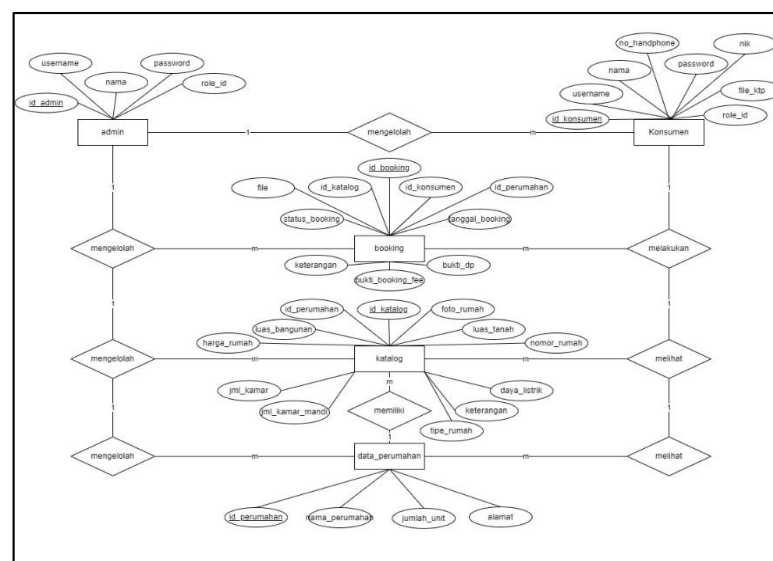 no_handphone
nik
username
password
nama
password
nama
role_id
username
file_ktp
id_admin
id_konsumen
role_id
admin
1
mengelolah
m
Konsumen
1
1
id_booking
file
id_katalog
id_konsumen
id_perumahan
status_booking
tanggal_booking
mengelolah
m
booking
m
melakukan
keterangan
bukti_dp
bukti_booking_fee
1
1
id_perumahan
id_katalog
foto_rumah
luas_bangunan
luas_tanah
harga_rumah
nomor_rumah
mengelolah
m
katalog
m
melihat
m
jml_kamar
daya_listrik
jml_kamar_mandi
memiliki
keterangan
1
1
tipe_rumah
1
mengelolah
m
data_perumahan
m
melihat
id_perumahan
nama_perumahan
jumlah_unit
alamat